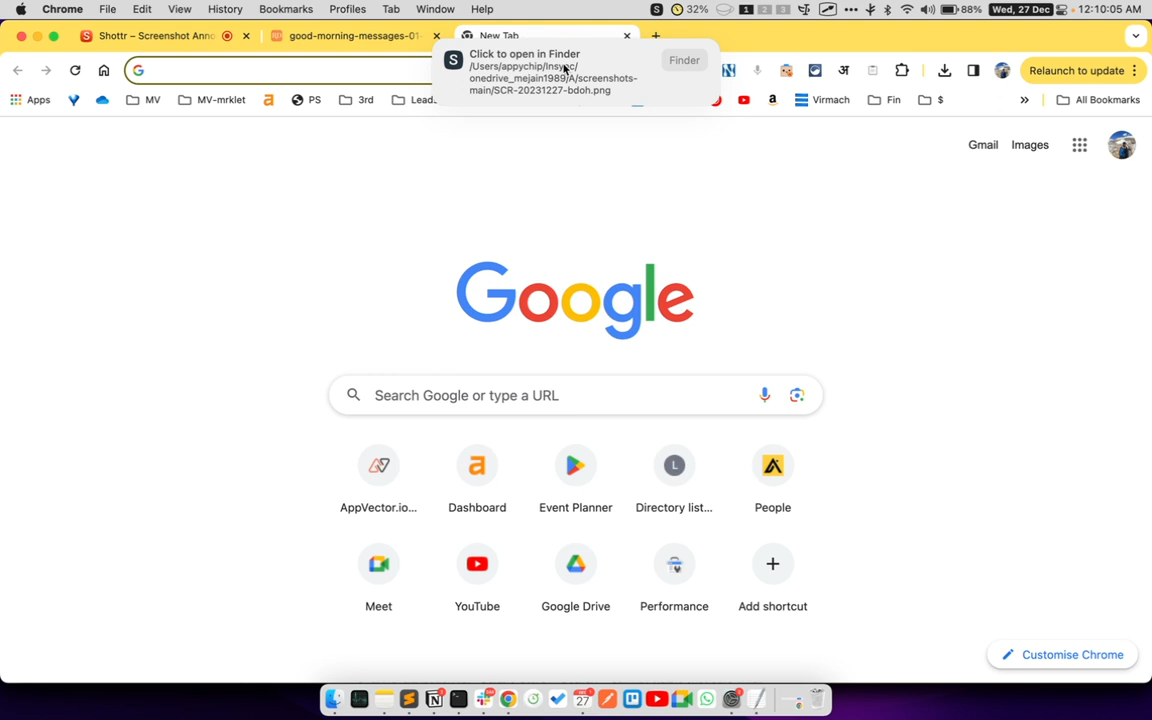 Chrome File Edit View History Bookmarks Profiles Tab Window Help S 32% 1 2 3 88% Wed, 27 Dec 12:10:05 AM
S Shottr – Screenshot Anno good-morning-messages-01- New Tab
S Click to open in Finder Finder
/Users/appychip/Insync/
onedrive_mejain1989/A/screenshots-
main/SCR-20231227-bdoh.png
अ Relaunch to update
Apps MV MV-mrklet PS 3rd Lead Virmach Fin $ All Bookmarks
Gmail Images
Google
Search Google or type a URL
L
AppVector.io... Dashboard Event Planner Directory list... People
Meet YouTube Google Drive Performance Add shortcut
Customise Chrome
27